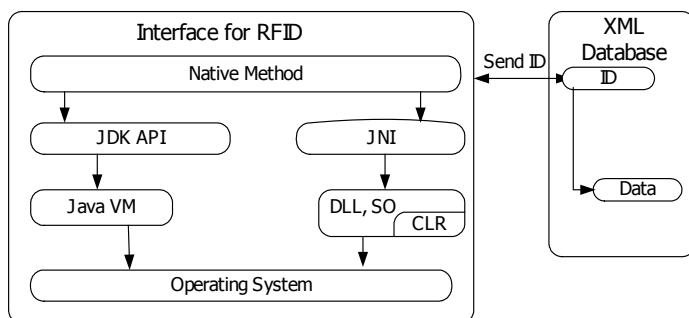 Interface for RFID
Native Method
JDK API
JNI
Java VM
DLL, SO
CLR
Operating System
Send ID
XML
Database
ID
Data